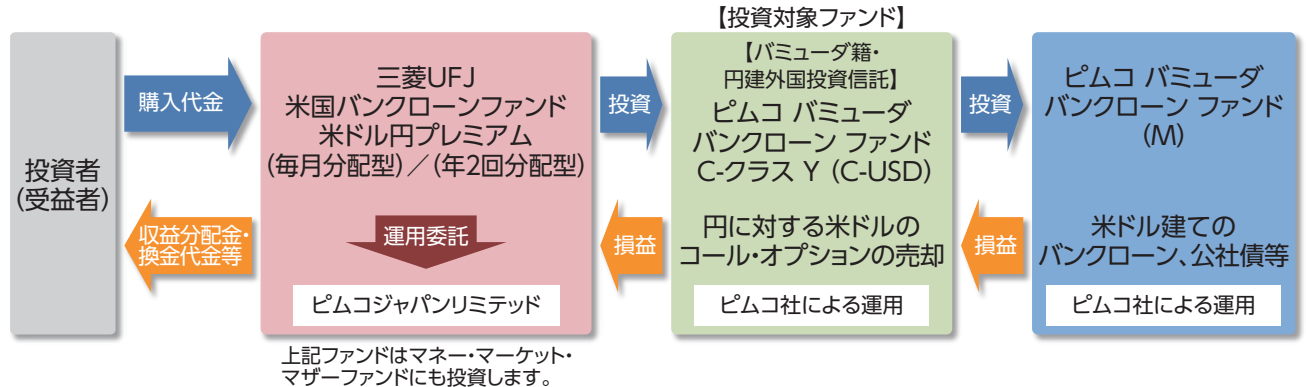 投資者
(受益者)
購入代金
収益分配金・
換金代金等
三菱UFJ
米国バンクローンファンド
米ドル円プレミアム
(毎月分配型)／(年2回分配型)
運用委託
ピムコジャパンリミテッド
上記ファンドはマネー・マーケット・
マザーファンドにも投資します。
投資
損益
【投資対象ファンド】
【バミューダ籍・
円建外国投資信託】
ピムコ バミューダ
バンクローン ファンド
C-クラス Y (C-USD)
円に対する米ドルの
コール・オプションの売却
ピムコ社による運用
投資
損益
ピムコ バミューダ
バンクローン ファンド
(M)
米ドル建ての
バンクローン、公社債等
ピムコ社による運用